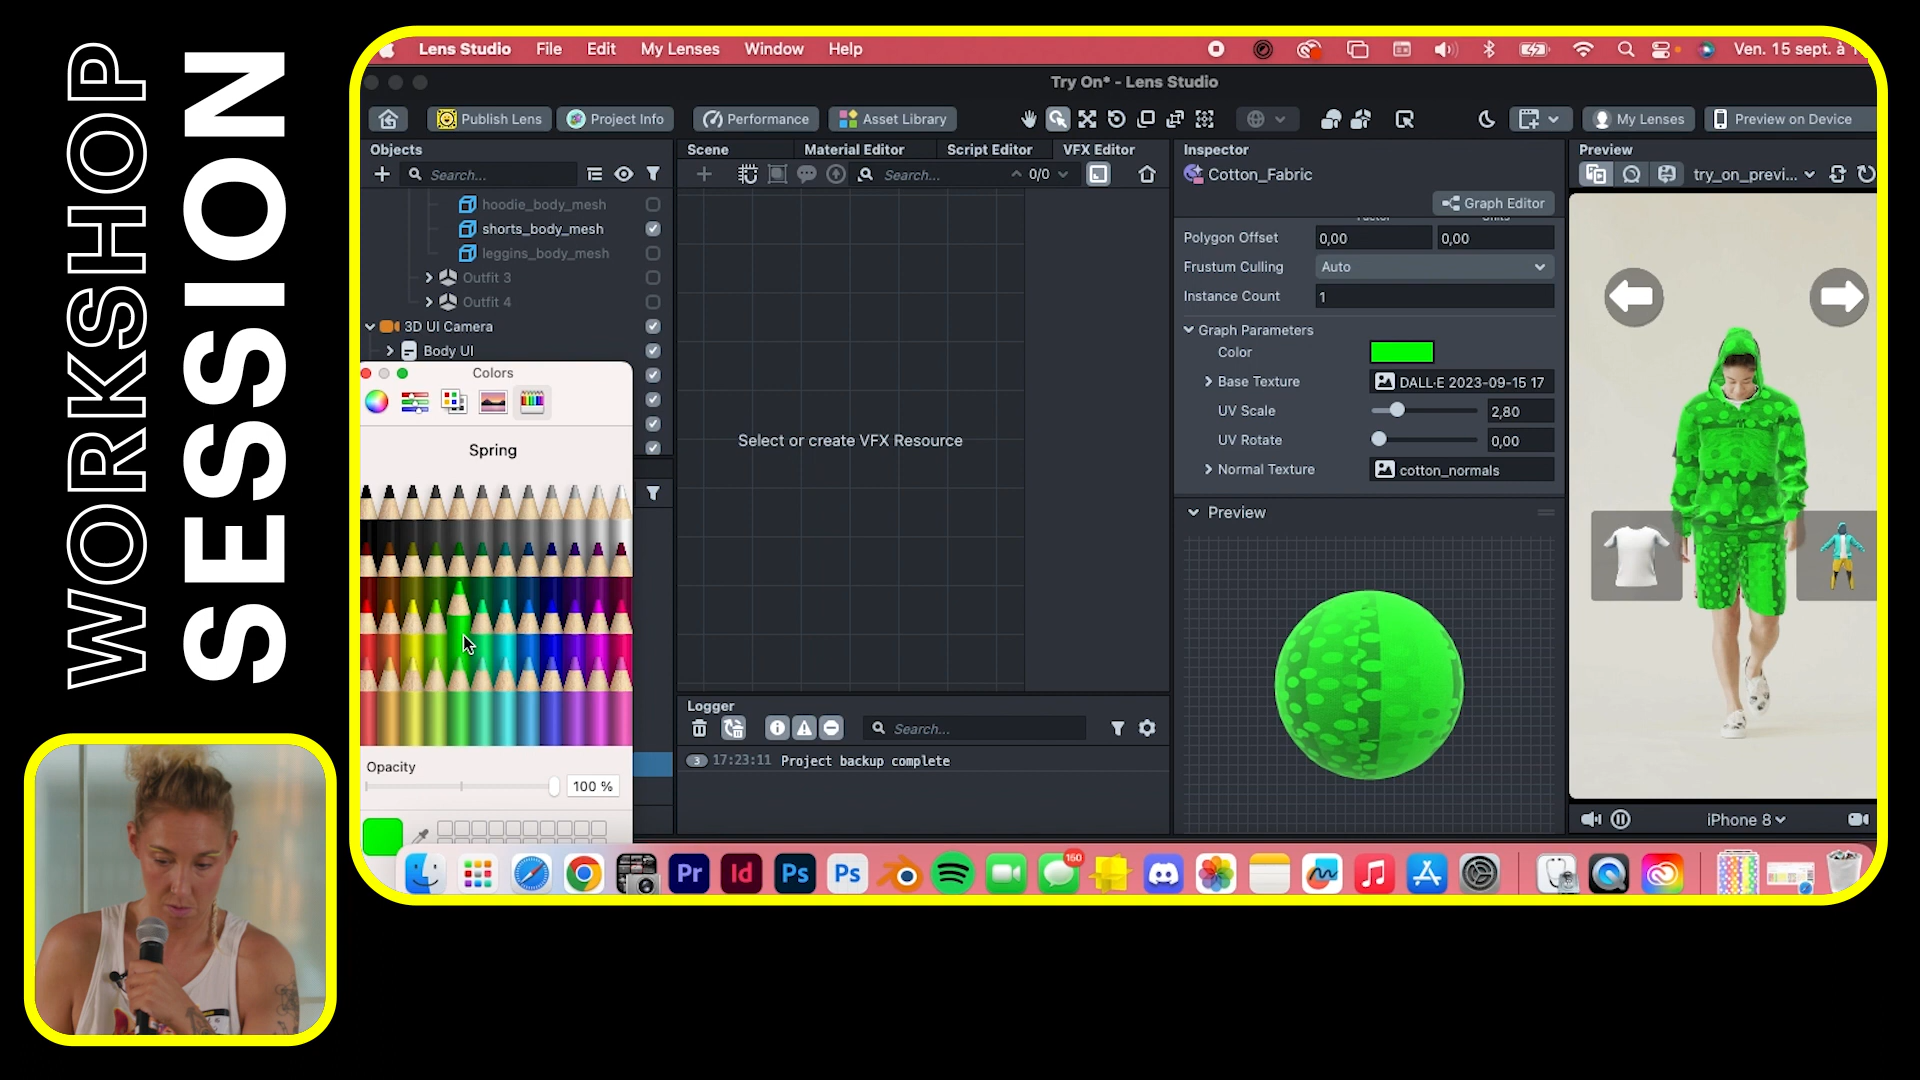 WORKSHOP
SESSION
Lens Studio File Edit My Lenses Window Help
Ven. 15 sept. à
Try On* - Lens Studio
Publish Lens Project Info Performance Asset Library My Lenses Preview on Device
Objects
Search...
hoodie_body_mesh
shorts_body_mesh
leggins_body_mesh
Outfit 3
Outfit 4
3D UI Camera
Body UI
Colors
Spring
Opacity
100 %
Scene Material Editor Script Editor VFX Editor
Search... 0/0
Select or create VFX Resource
Logger
Search...
3 17:23:11 Project backup complete
Inspector
Cotton_Fabric
Graph Editor
Polygon Offset 0,00 0,00
Frustum Culling Auto
Instance Count 1
Graph Parameters
Color
Base Texture DALL·E 2023-09-15 17
UV Scale 2,80
UV Rotate 0,00
Normal Texture cotton_normals
Preview
Preview
try_on_previ...
iPhone 8
Pr Id Ps Ps 150